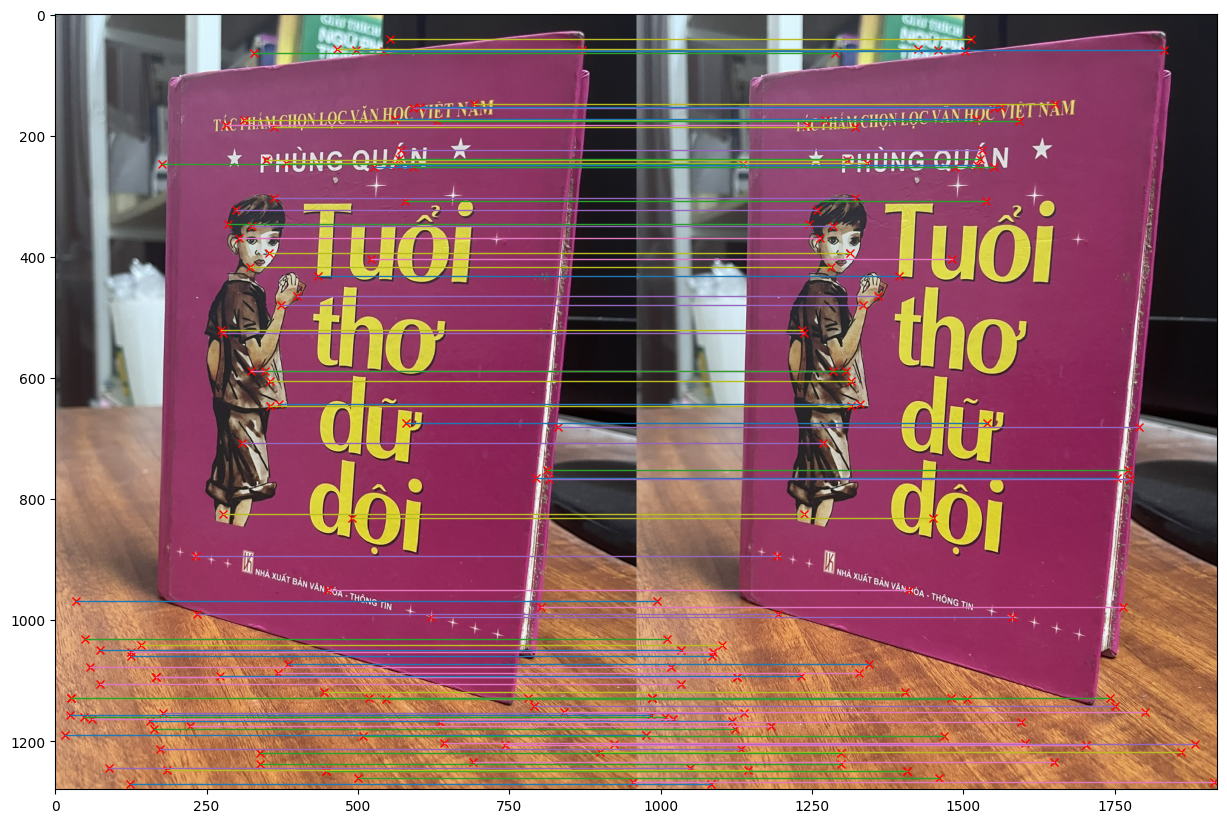 TÁC PHẨM CHỌN LỌC VĂN HỌC VIỆT NAM
PHÙNG QUÁN
Tuổi
thơ
dữ
dội
NHÀ XUẤT BẢN VĂN HÓA - THÔNG TIN
TÁC PHẨM CHỌN LỌC VĂN HỌC VIỆT NAM
PHÙNG QUÁN
Tuổi
thơ
dữ
dội
NHÀ XUẤT BẢN VĂN HÓA - THÔNG TIN
0
200
400
600
800
1000
1200
0 250 500 750 1000 1250 1500 1750